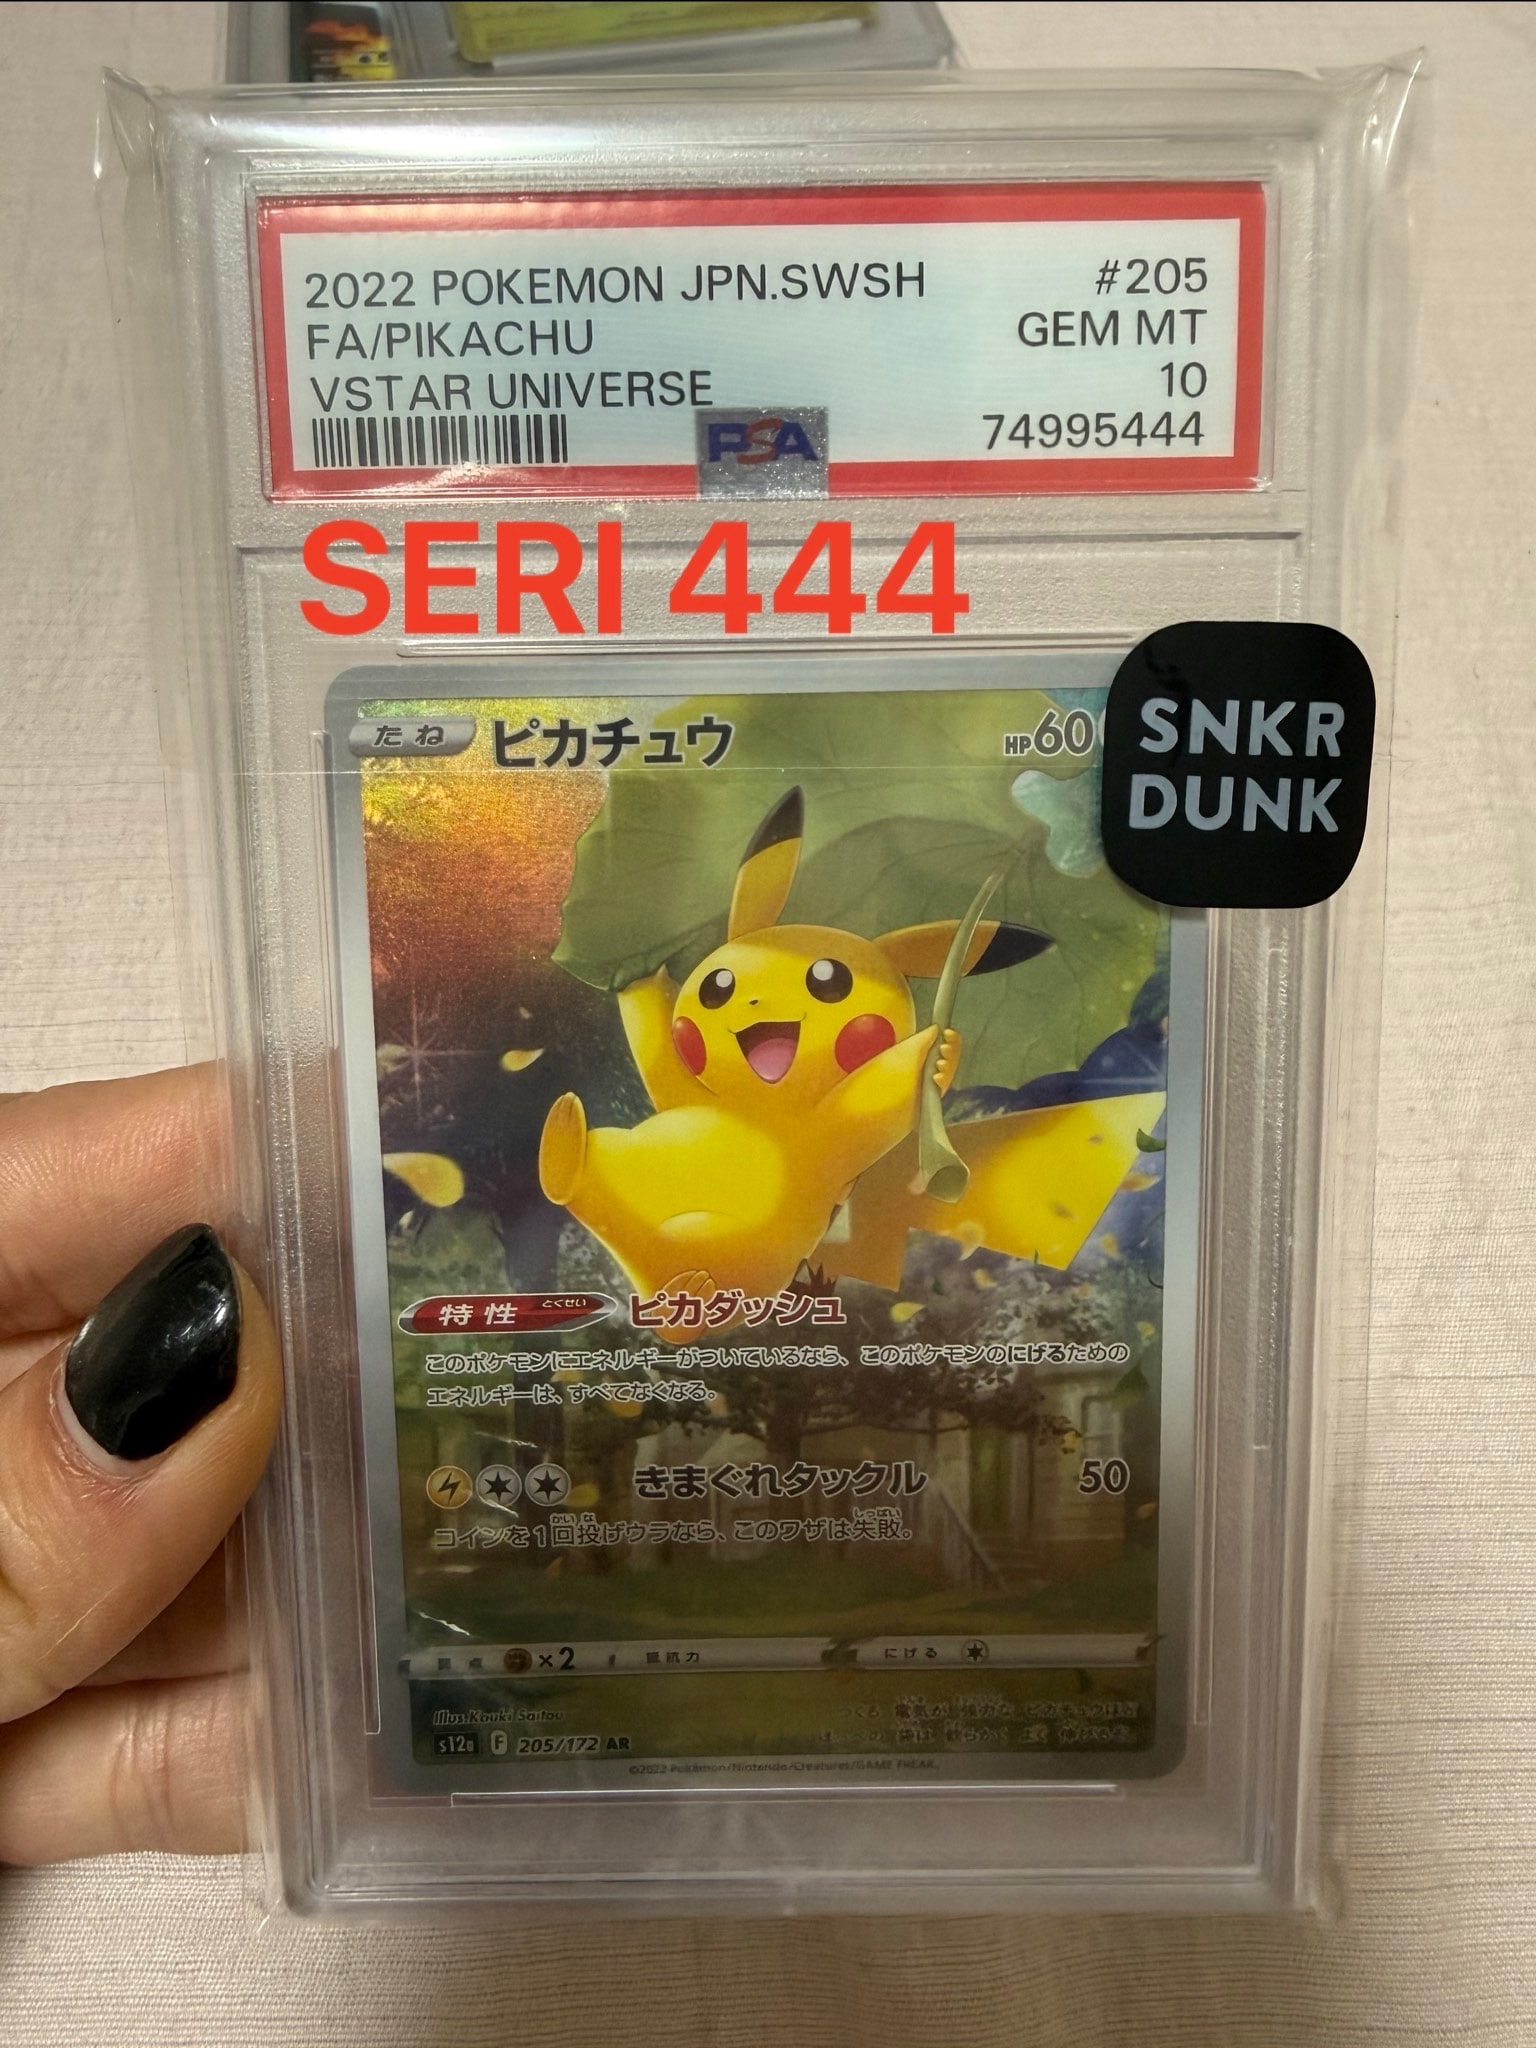 2022 POKEMON JPN.SWSH #205
FA/PIKACHU GEM MT
VSTAR UNIVERSE 10
74995444
PSA
SERI 444
SNKR
DUNK
たね ピカチュウ HP60
特性 とくせい ピカダッシュ
このポケモンにエネルギーがついているなら、このポケモンのにげるための
エネルギーは、すべてなくなる。
きまぐれタックル 50
コインを1回投げウラなら、このワザは失敗。
弱点 ×2 抵抗力 にげる
Illus. Kouki Saitou
s12a F 205/172 AR
©2022 Pokémon/Nintendo/Creatures/GAME FREAK.